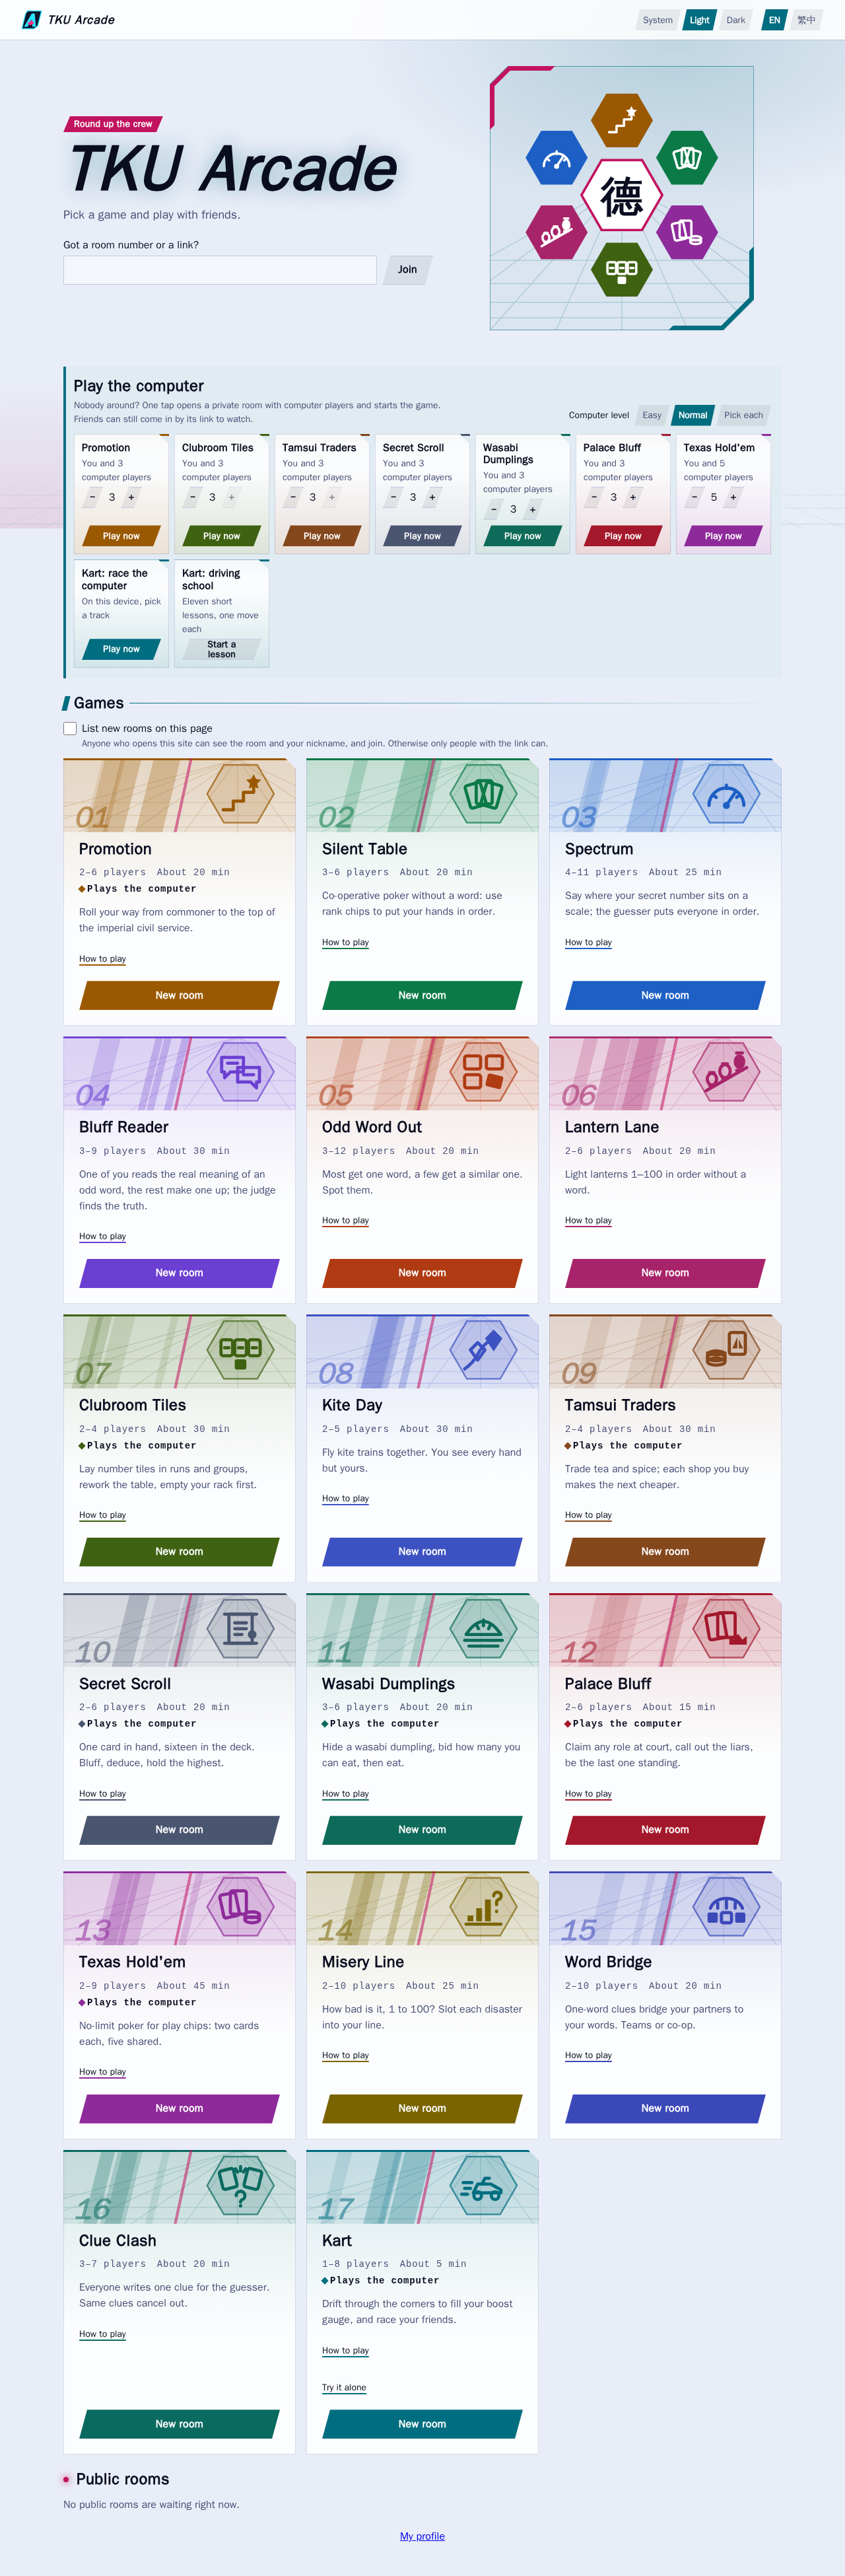 TKU Arcade
System Light Dark EN 繁中
Round up the crew
TKU Arcade
Pick a game and play with friends.
Got a room number or a link?
Join
德
Play the computer
Nobody around? One tap opens a private room with computer players and starts the game.
Friends can still come in by its link to watch.
Computer level Easy Normal Pick each
Promotion
You and 3
computer players
− 3 +
Play now
Clubroom Tiles
You and 3
computer players
− 3 +
Play now
Tamsui Traders
You and 3
computer players
− 3 +
Play now
Secret Scroll
You and 3
computer players
− 3 +
Play now
Wasabi
Dumplings
You and 3
computer players
− 3 +
Play now
Palace Bluff
You and 3
computer players
− 3 +
Play now
Texas Hold'em
You and 5
computer players
− 5 +
Play now
Kart: race the
computer
On this device, pick
a track
Play now
Kart: driving
school
Eleven short
lessons, one move
each
Start a
lesson
Games
List new rooms on this page
Anyone who opens this site can see the room and your nickname, and join. Otherwise only people with the link can.
01
Promotion
2–6 players About 20 min
Plays the computer
Roll your way from commoner to the top of
the imperial civil service.
How to play
New room
02
Silent Table
3–6 players About 20 min
Co-operative poker without a word: use
rank chips to put your hands in order.
How to play
New room
03
Spectrum
4–11 players About 25 min
Say where your secret number sits on a
scale; the guesser puts everyone in order.
How to play
New room
04
Bluff Reader
3–9 players About 30 min
One of you reads the real meaning of an
odd word, the rest make one up; the judge
finds the truth.
How to play
New room
05
Odd Word Out
3–12 players About 20 min
Most get one word, a few get a similar one.
Spot them.
How to play
New room
06
Lantern Lane
2–6 players About 20 min
Light lanterns 1–100 in order without a
word.
How to play
New room
07
Clubroom Tiles
2–4 players About 30 min
Plays the computer
Lay number tiles in runs and groups,
rework the table, empty your rack first.
How to play
New room
08
Kite Day
2–5 players About 30 min
Fly kite trains together. You see every hand
but yours.
How to play
New room
09
Tamsui Traders
2–4 players About 30 min
Plays the computer
Trade tea and spice; each shop you buy
makes the next cheaper.
How to play
New room
10
Secret Scroll
2–6 players About 20 min
Plays the computer
One card in hand, sixteen in the deck.
Bluff, deduce, hold the highest.
How to play
New room
11
Wasabi Dumplings
3–6 players About 20 min
Plays the computer
Hide a wasabi dumpling, bid how many you
can eat, then eat.
How to play
New room
12
Palace Bluff
2–6 players About 15 min
Plays the computer
Claim any role at court, call out the liars,
be the last one standing.
How to play
New room
13
Texas Hold'em
2–9 players About 45 min
Plays the computer
No-limit poker for play chips: two cards
each, five shared.
How to play
New room
14
Misery Line
2–10 players About 25 min
How bad is it, 1 to 100? Slot each disaster
into your line.
How to play
New room
15
Word Bridge
2–10 players About 20 min
One-word clues bridge your partners to
your words. Teams or co-op.
How to play
New room
16
Clue Clash
3–7 players About 20 min
Everyone writes one clue for the guesser.
Same clues cancel out.
How to play
New room
17
Kart
1–8 players About 5 min
Plays the computer
Drift through the corners to fill your boost
gauge, and race your friends.
How to play
Try it alone
New room
Public rooms
No public rooms are waiting right now.
My profile